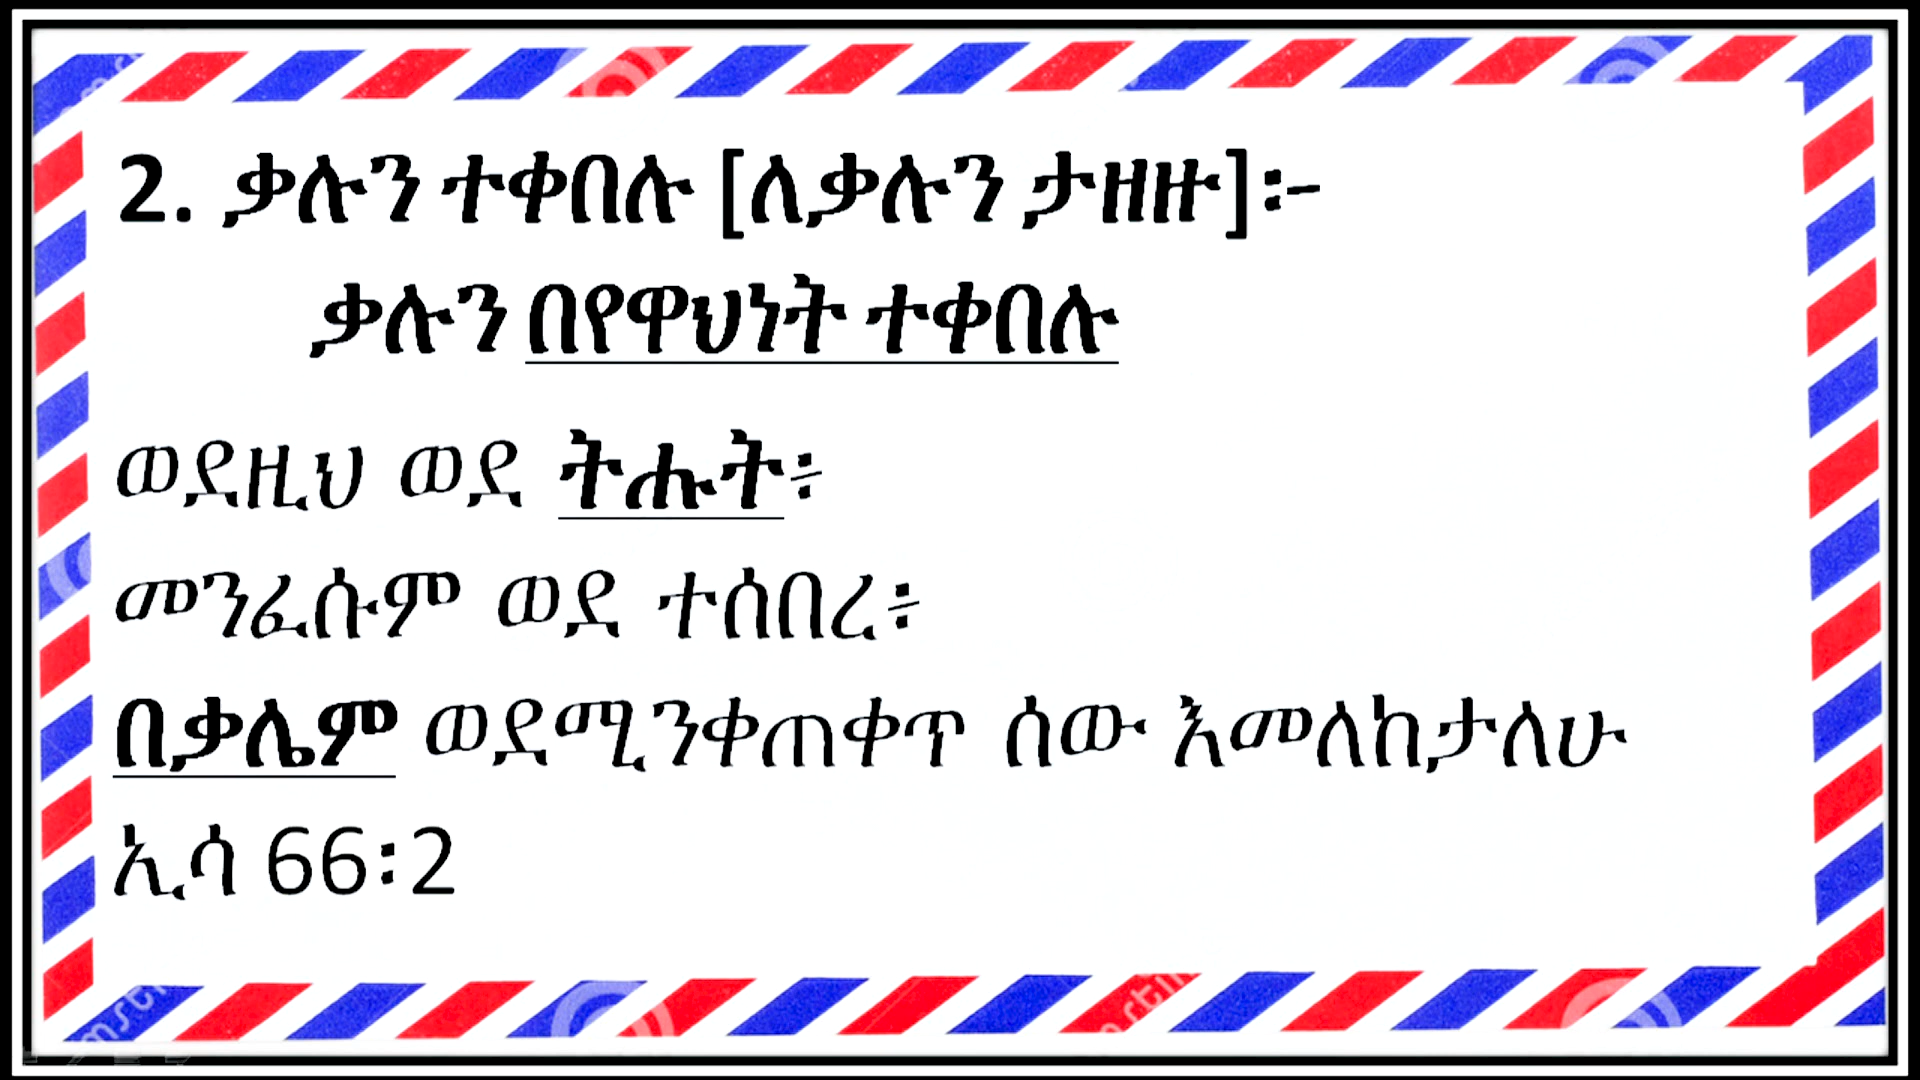 2. ቃሉን ተቀበሉ [ለቃሉን ታዘዙ]፡-
ቃሉን በየዋህነት ተቀበሉ
ወደዚህ ወደ ትሑት፥
መንፈሱም ወደ ተሰበረ፥
በቃሌም ወደሚንቀጠቀጥ ሰው እመለከታለሁ
ኢሳ 66፡2